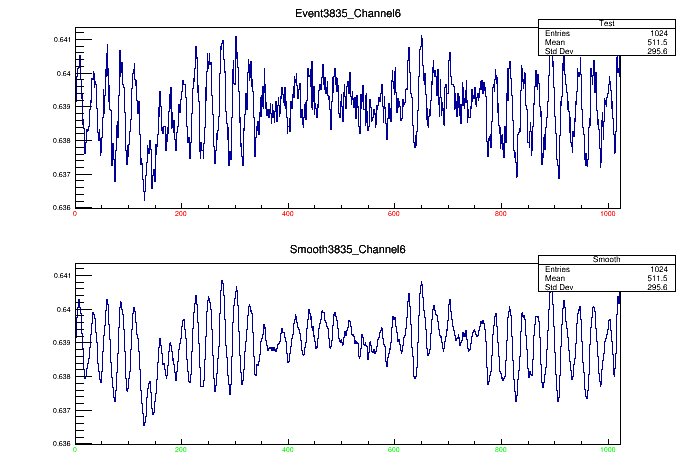 Event3835_Channel6
Test
Entries 1024
Mean 511.5
Std Dev 295.6
0.641
0.64
0.639
0.638
0.637
0.636
0 200 400 600 800 1000
Smooth3835_Channel6
Smooth
Entries 1024
Mean 511.5
Std Dev 295.6
0.641
0.64
0.639
0.638
0.637
0.636
0 200 400 600 800 1000